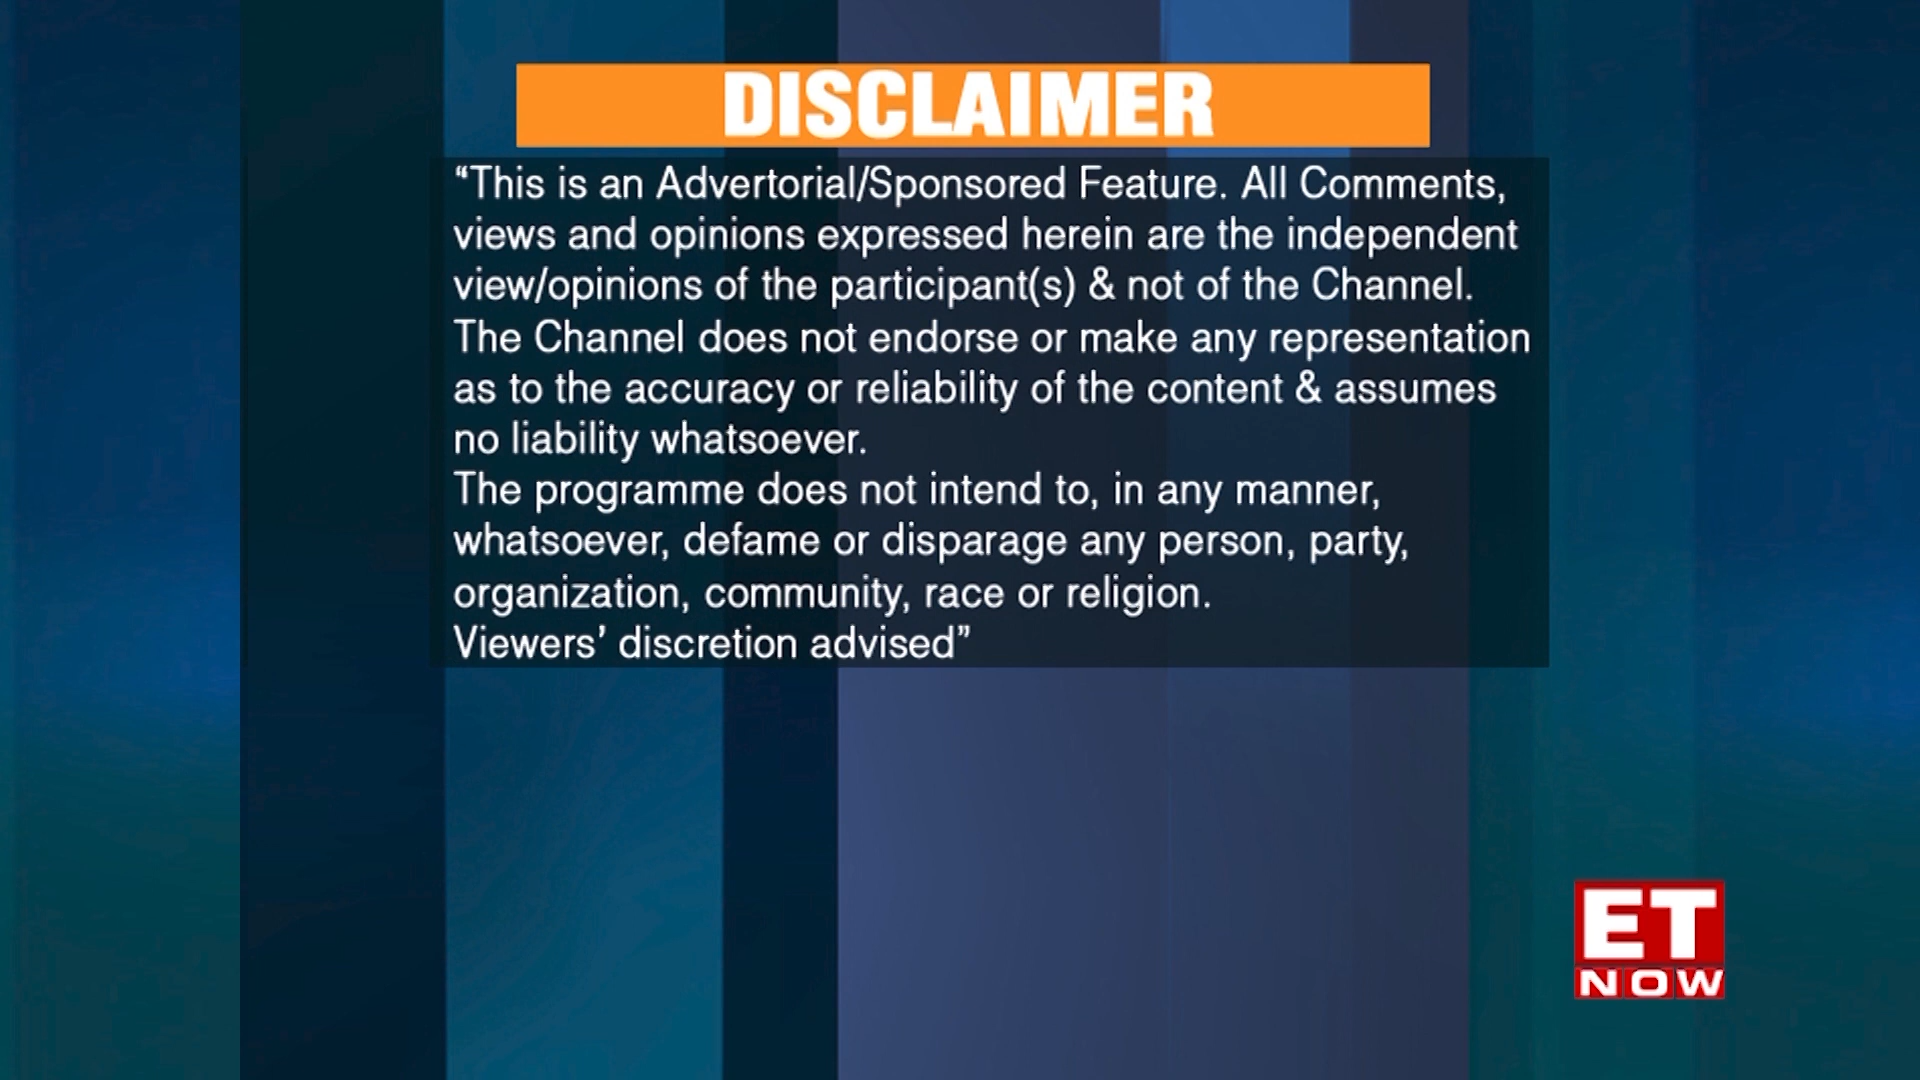 DISCLAIMER
“This is an Advertorial/Sponsored Feature. All Comments,
views and opinions expressed herein are the independent
view/opinions of the participant(s) & not of the Channel.
The Channel does not endorse or make any representation
as to the accuracy or reliability of the content & assumes
no liability whatsoever.
The programme does not intend to, in any manner,
whatsoever, defame or disparage any person, party,
organization, community, race or religion.
Viewers’ discretion advised”
ET
NOW